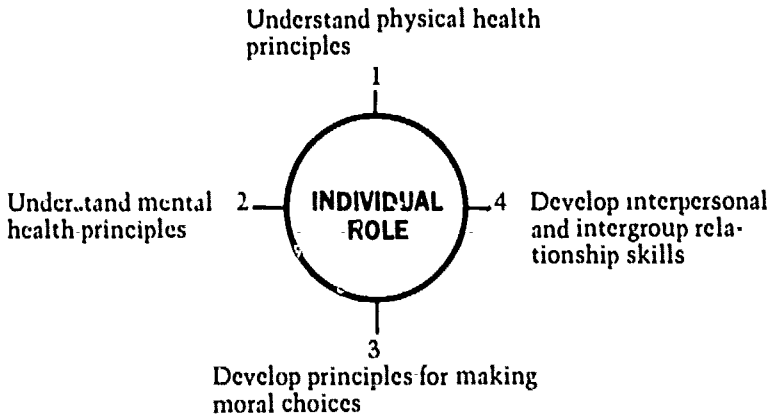 Understand physical health
principles
1
Understand mental
health principles
2
INDIVIDUAL
ROLE
4
Develop interpersonal
and intergroup rela-
tionship skills
3
Develop principles for making
moral choices